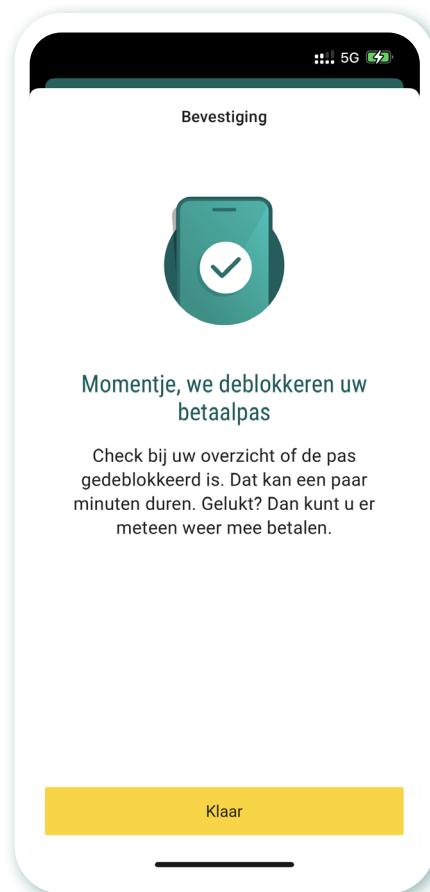 5G
Bevestiging
Momentje, we deblokkeren uw
betaalpas
Check bij uw overzicht of de pas
gedeblokkeerd is. Dat kan een paar
minuten duren. Gelukt? Dan kunt u er
meteen weer mee betalen.
Klaar